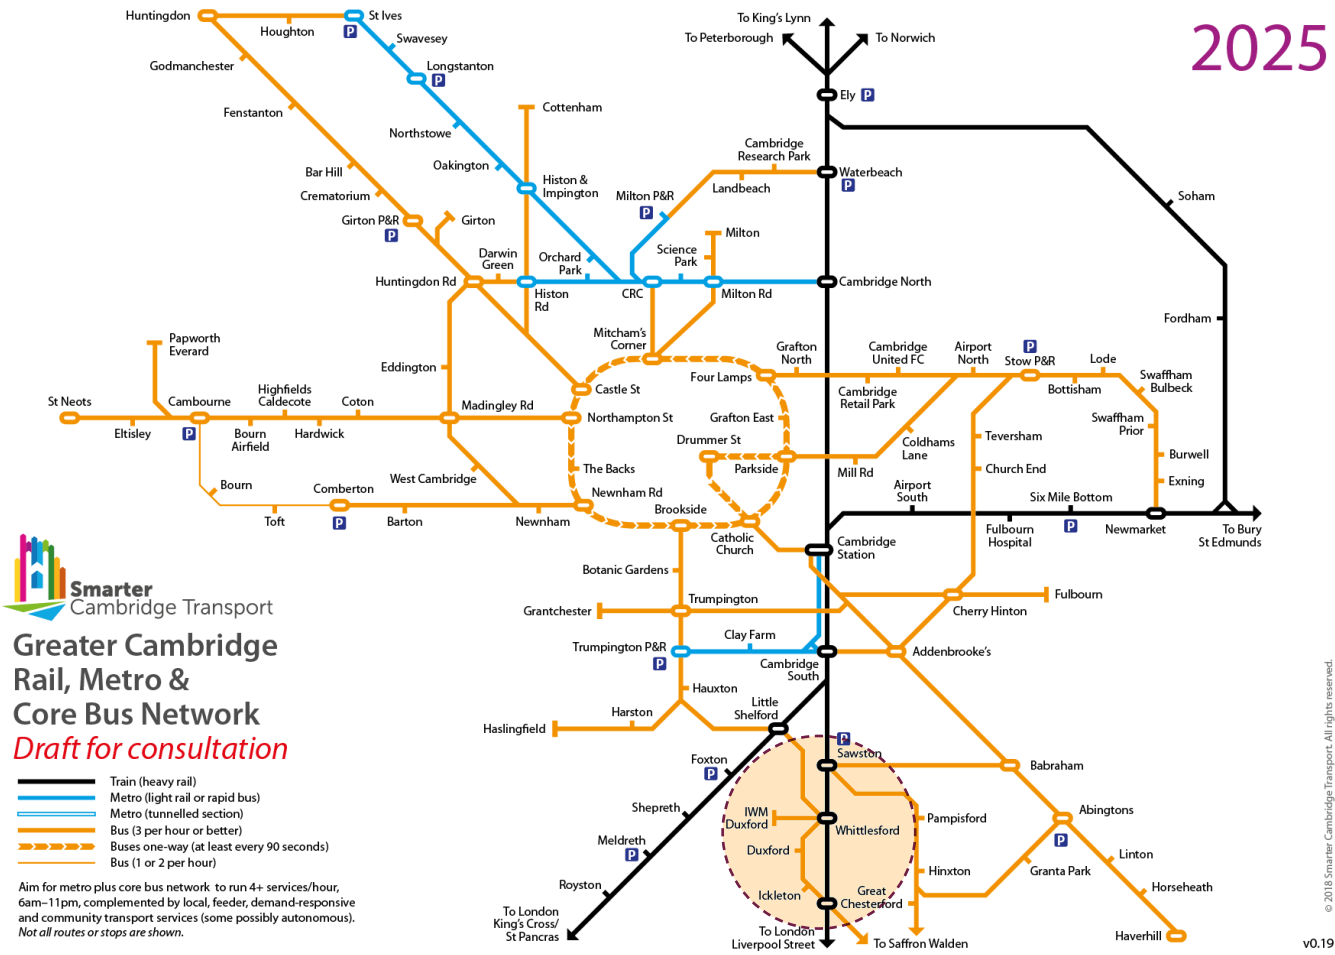 2025
To King's Lynn
To Peterborough
To Norwich
Ely P
Huntingdon
Houghton
St Ives
P
Swavesey
Godmanchester
Longstanton
P
Fenstanton
Northstowe
Cottenham
Oakington
Bar Hill
Crematorium
Histon &
Impington
Girton P&R
P
Girton
Cambridge
Research Park
Landbeach
Waterbeach
P
Milton P&R
P
Milton
Science
Park
Soham
Darwin
Green
Orchard
Park
Huntingdon Rd
Histon
Rd
CRC
Milton Rd
Cambridge North
Fordham
Mitcham's
Corner
Papworth
Everard
Eddington
Castle St
Four Lamps
Grafton
North
Cambridge
United FC
Cambridge
Retail Park
Airport
North
P
Stow P&R
Lode
Bottisham
Swaffham
Bulbeck
Swaffham
Prior
St Neots
Eltisley
Cambourne
P
Highfields
Caldecote
Bourn
Airfield
Hardwick
Coton
Madingley Rd
Northampton St
Grafton East
Drummer St
Parkside
Coldhams
Lane
Mill Rd
Teversham
Church End
Burwell
Exning
The Backs
West Cambridge
Newnham Rd
Bourn
Toft
Comberton
P
Barton
Newnham
Brookside
Catholic
Church
Airport
South
Fulbourn
Hospital
Six Mile Bottom
P
Newmarket
To Bury
St Edmunds
Cambridge
Station
Botanic Gardens
Grantchester
Trumpington
Cherry Hinton
Fulbourn
Trumpington P&R
P
Clay Farm
Cambridge
South
Addenbrooke's
Hauxton
Harston
Haslingfield
Little
Shelford
Foxton
P
P
Sawston
Babraham
Shepreth
IWM
Duxford
Whittlesford
Pampisford
Abingtons
P
Meldreth
P
Duxford
Hinxton
Granta Park
Linton
Royston
Ickleton
Great
Chesterford
Horseheath
Haverhill
To London
King's Cross/
St Pancras
To London
Liverpool Street
To Saffron Walden
Smarter
Cambridge Transport
Greater Cambridge
Rail, Metro &
Core Bus Network
Draft for consultation
Train (heavy rail)
Metro (light rail or rapid bus)
Metro (tunnelled section)
Bus (3 per hour or better)
Buses one-way (at least every 90 seconds)
Bus (1 or 2 per hour)
Aim for metro plus core bus network to run 4+ services/hour,
6am–11pm, complemented by local, feeder, demand-responsive
and community transport services (some possibly autonomous).
Not all routes or stops are shown.
© 2018 Smarter Cambridge Transport. All rights reserved.
v0.19